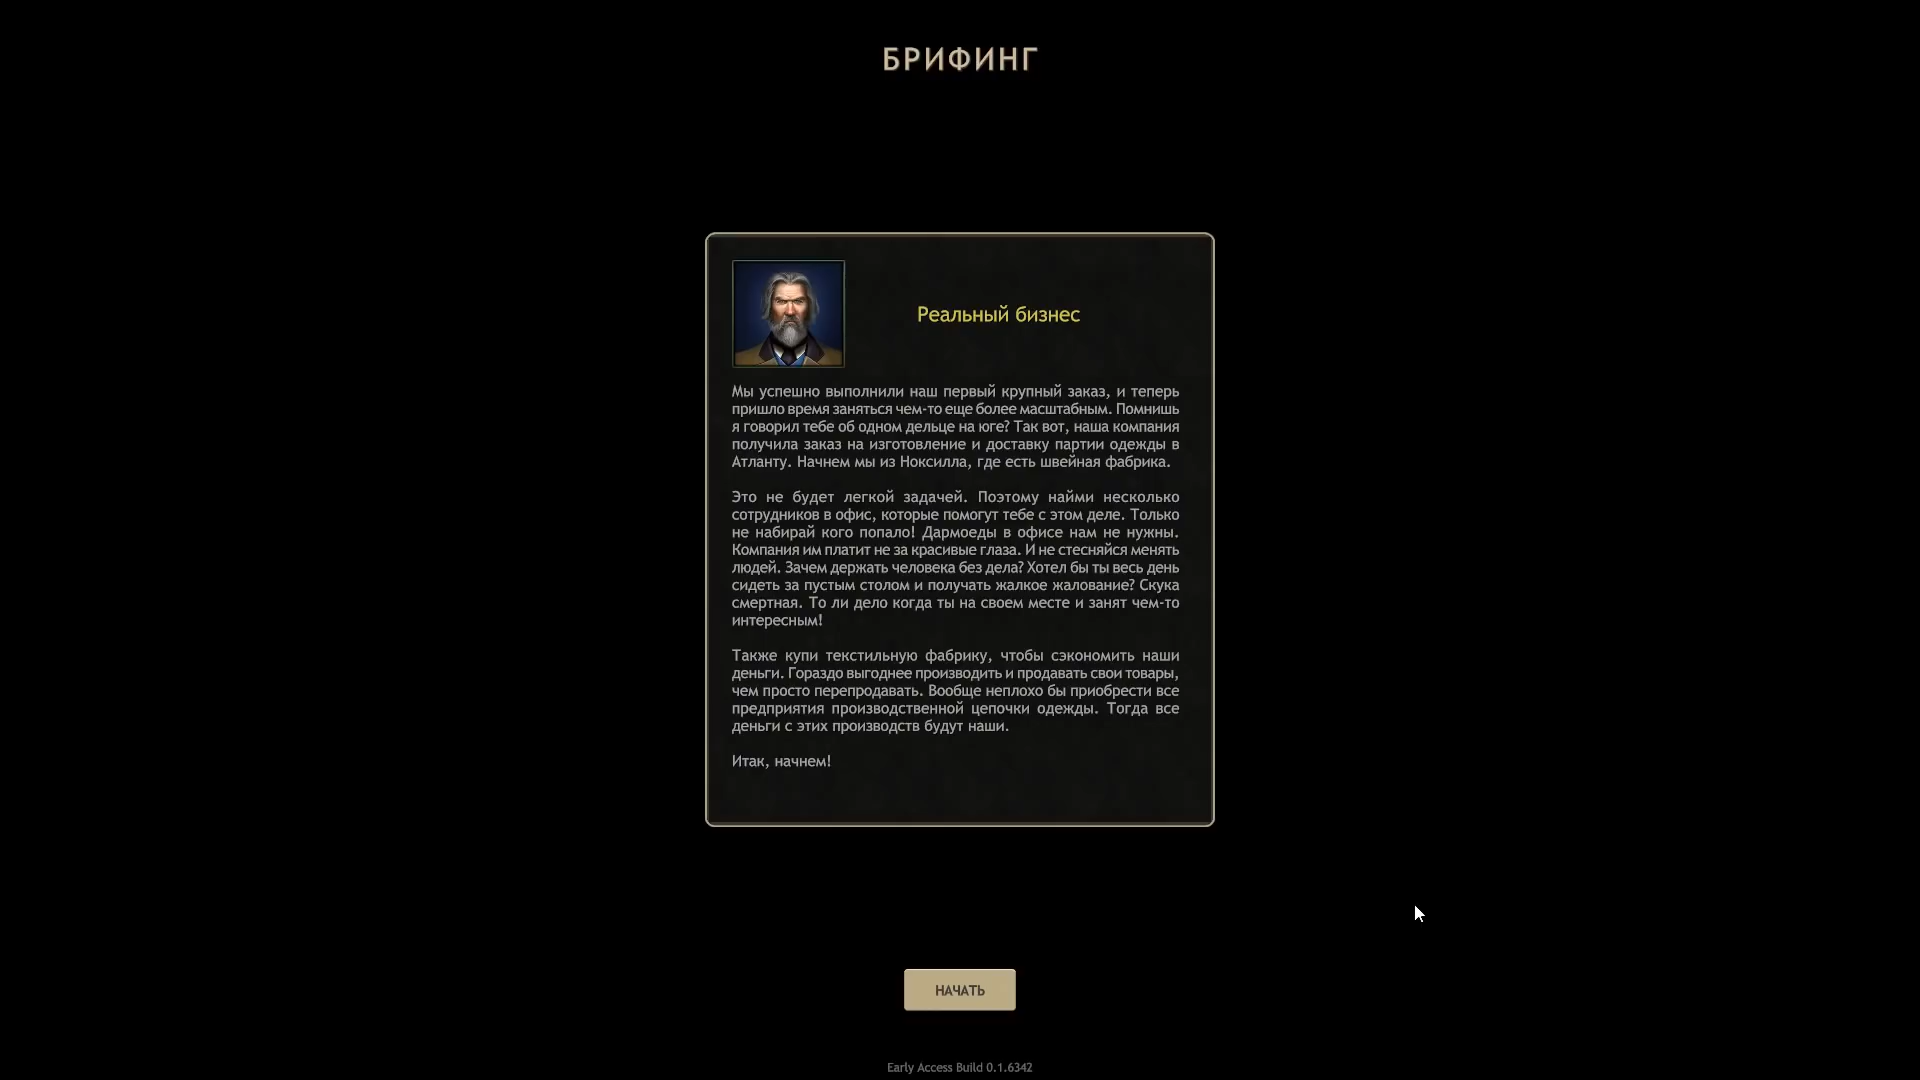 БРИФИНГ
Реальный бизнес
Мы успешно выполнили наш первый крупный заказ, и теперь
пришло время заняться чем-то еще более масштабным. Помнишь
я говорил тебе об одном дельце на юге? Так вот, наша компания
получила заказ на изготовление и доставку партии одежды в
Атланту. Начнем мы из Ноксилла, где есть швейная фабрика.
Это не будет легкой задачей. Поэтому найми несколько
сотрудников в офис, которые помогут тебе с этом деле. Только
не набирай кого попало! Дармоеды в офисе нам не нужны.
Компания им платит не за красивые глаза. И не стесняйся менять
людей. Зачем держать человека без дела? Хотел бы ты весь день
сидеть за пустым столом и получать жалкое жалование? Скука
смертная. То ли дело когда ты на своем месте и занят чем-то
интересным!
Также купи текстильную фабрику, чтобы сэкономить наши
деньги. Гораздо выгоднее производить и продавать свои товары,
чем просто перепродавать. Вообще неплохо бы приобрести все
предприятия производственной цепочки одежды. Тогда все
деньги с этих производств будут наши.
Итак, начнем!
НАЧАТЬ
Early Access Build 0.1.6342